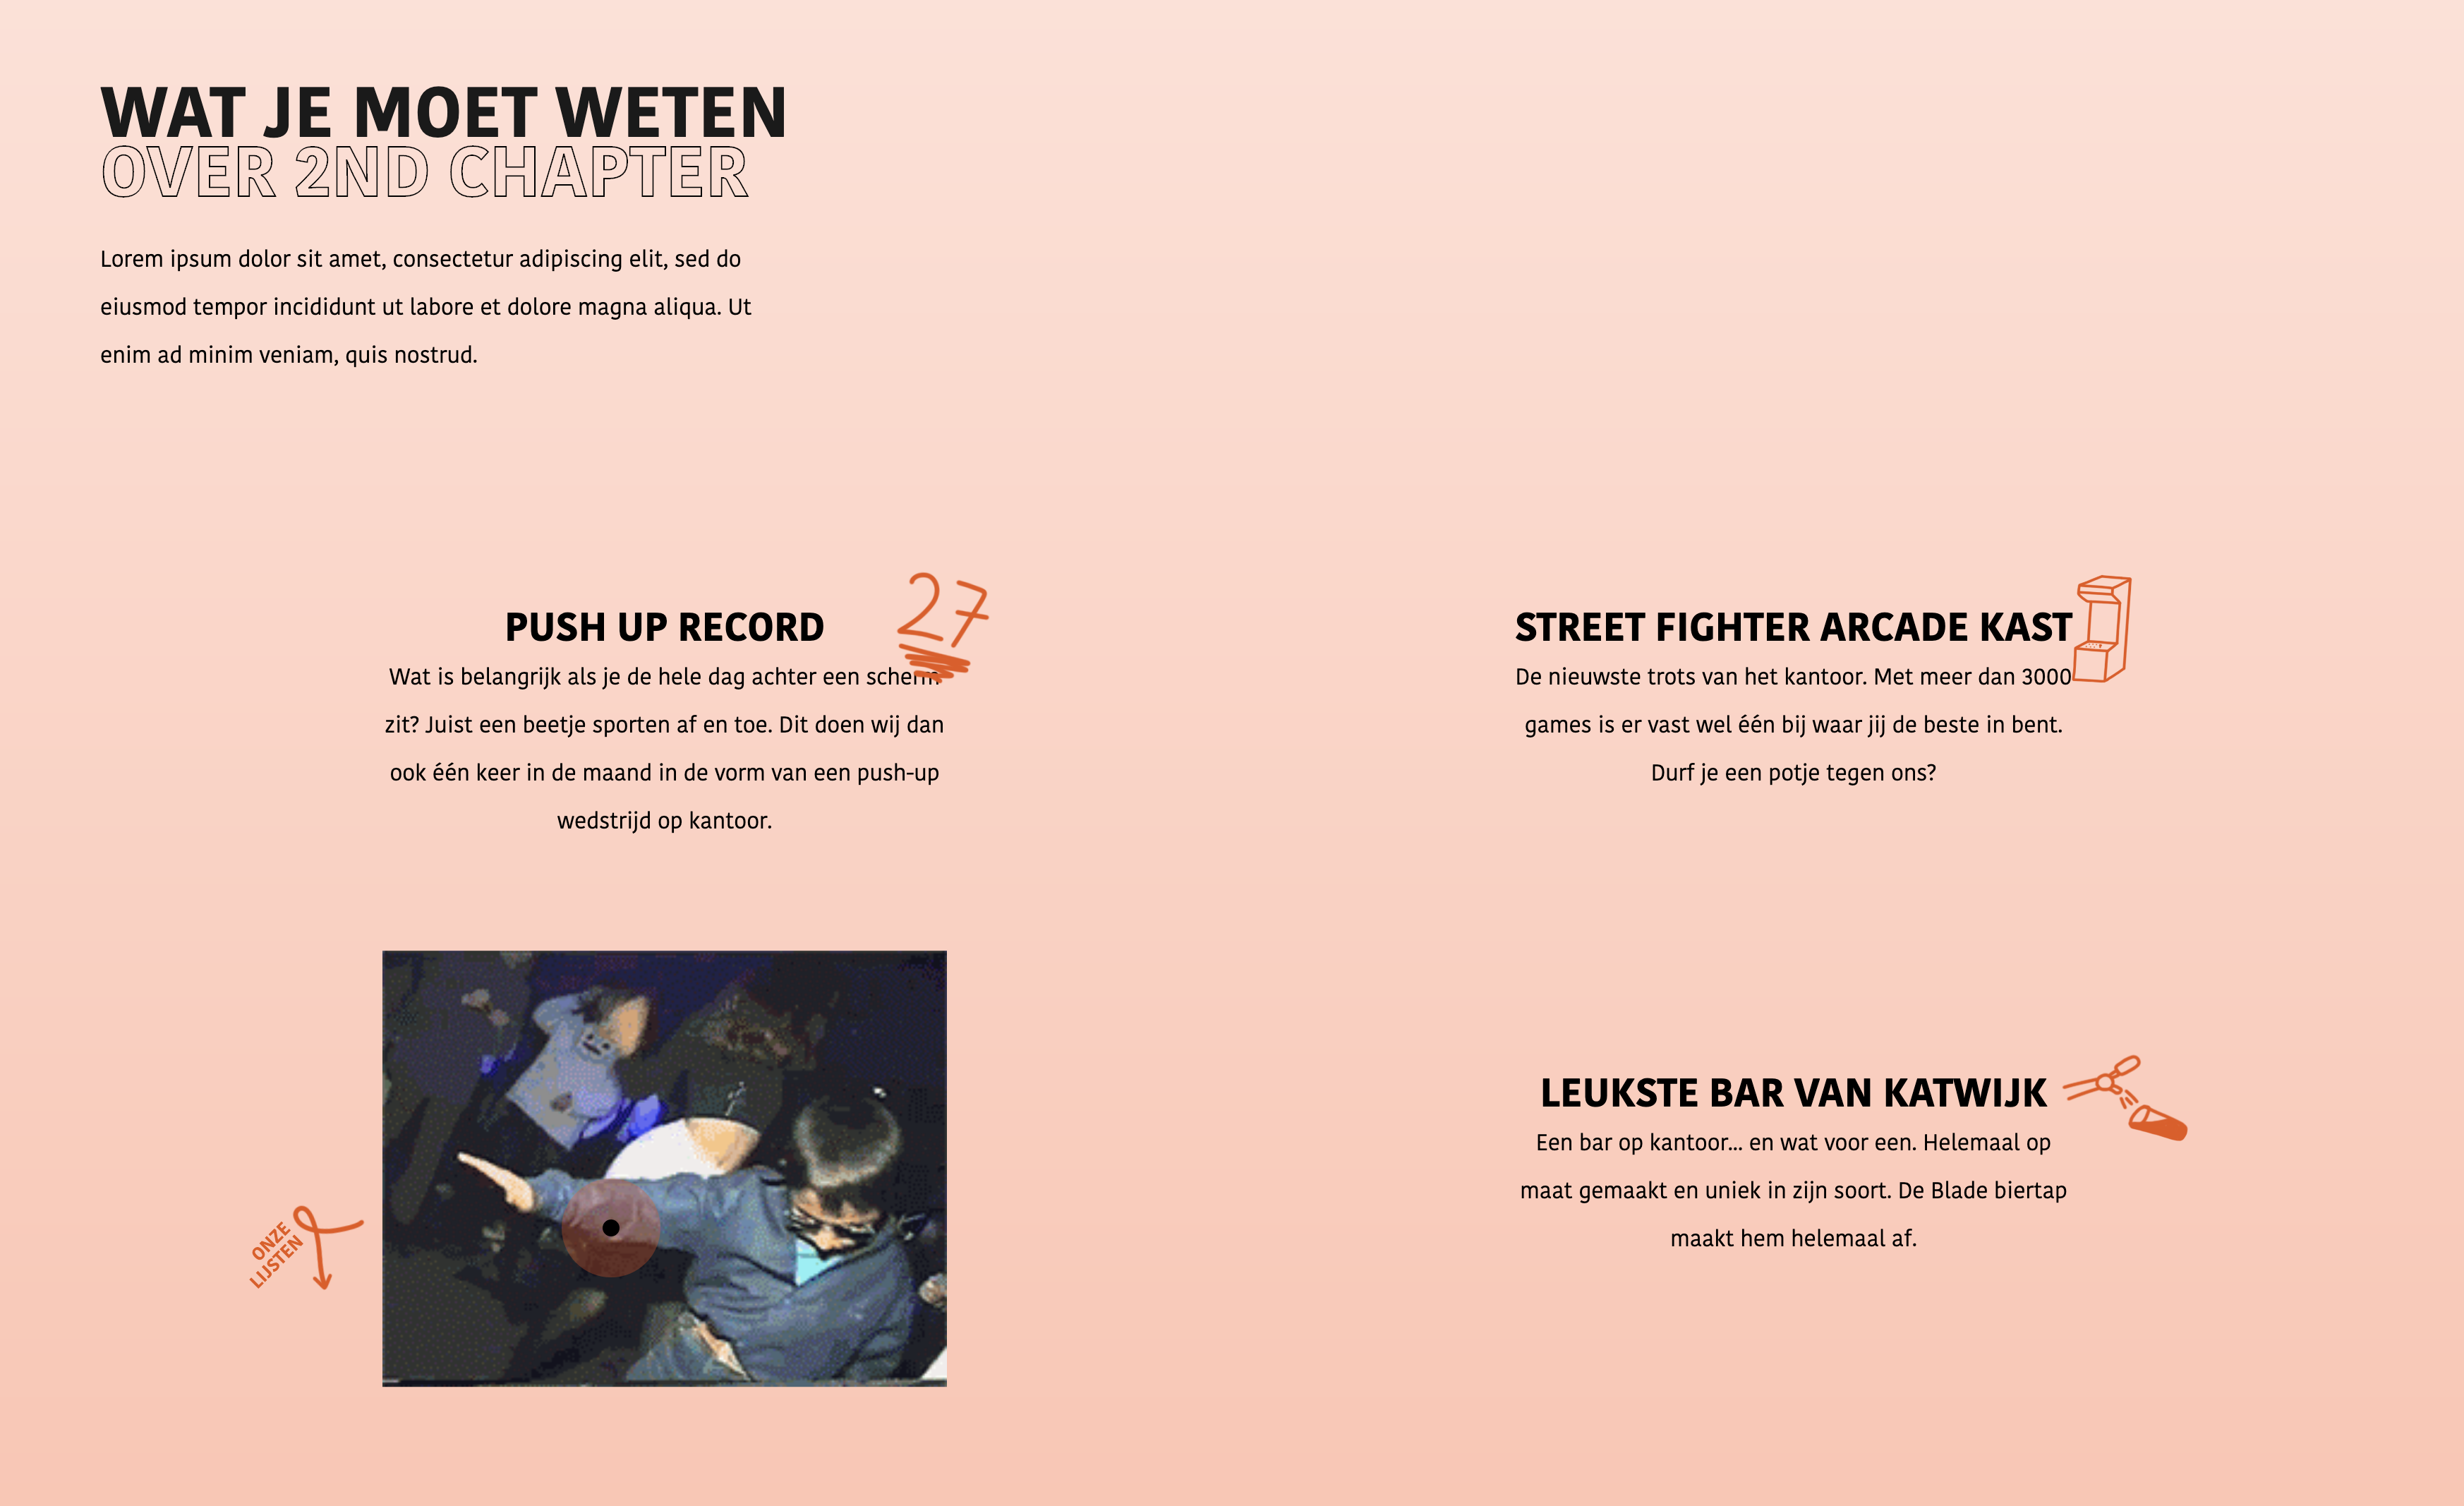 WAT JE MOET WETEN
OVER 2ND CHAPTER
Lorem ipsum dolor sit amet, consectetur adipiscing elit, sed do
eiusmod tempor incididunt ut labore et dolore magna aliqua. Ut
enim ad minim veniam, quis nostrud.
27
PUSH UP RECORD
Wat is belangrijk als je de hele dag achter een scherm
zit? Juist een beetje sporten af en toe. Dit doen wij dan
ook één keer in de maand in de vorm van een push-up
wedstrijd op kantoor.
STREET FIGHTER ARCADE KAST
De nieuwste trots van het kantoor. Met meer dan 3000
games is er vast wel één bij waar jij de beste in bent.
Durf je een potje tegen ons?
ONZE
LIJSTEN
LEUKSTE BAR VAN KATWIJK
Een bar op kantoor... en wat voor een. Helemaal op
maat gemaakt en uniek in zijn soort. De Blade biertap
maakt hem helemaal af.